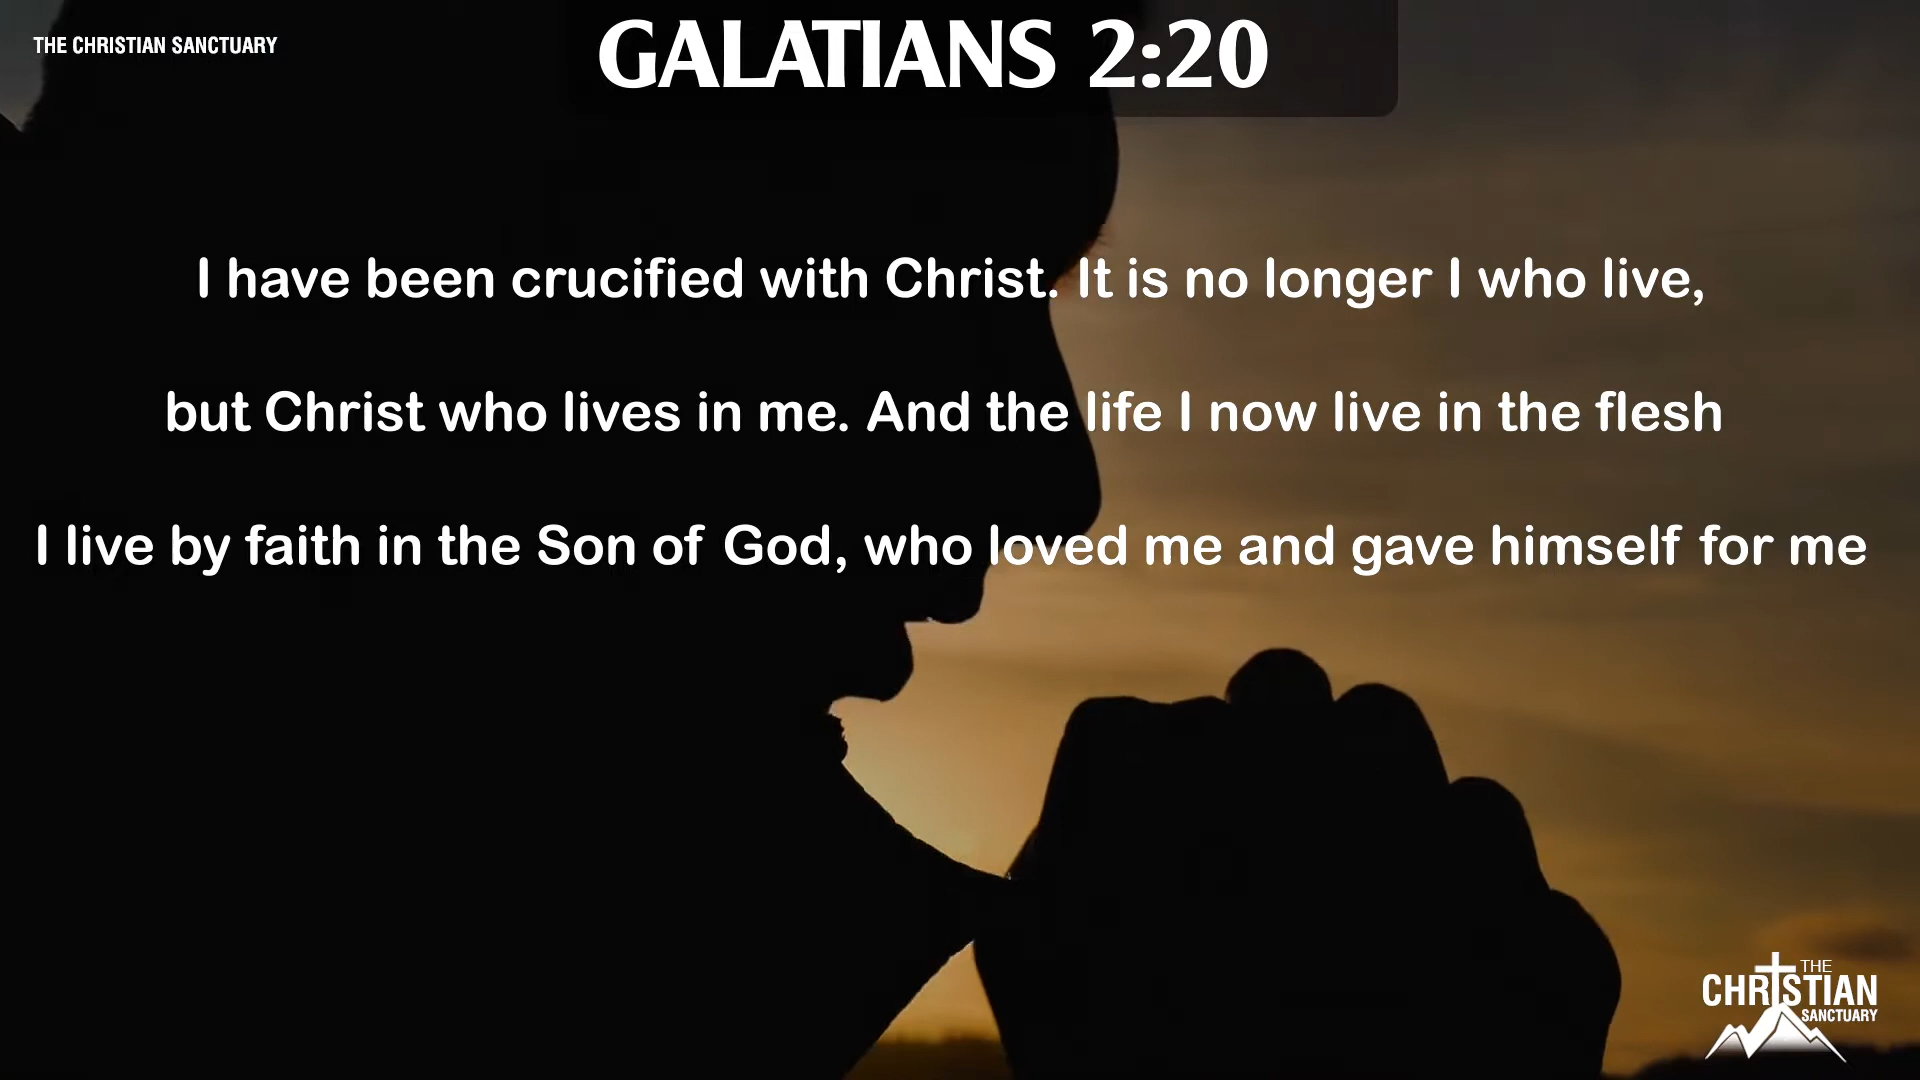 THE CHRISTIAN SANCTUARY
GALATIANS 2:20
I have been crucified with Christ. It is no longer I who live,
but Christ who lives in me. And the life I now live in the flesh
I live by faith in the Son of God, who loved me and gave himself for me
THE
CHRISTIAN
SANCTUARY